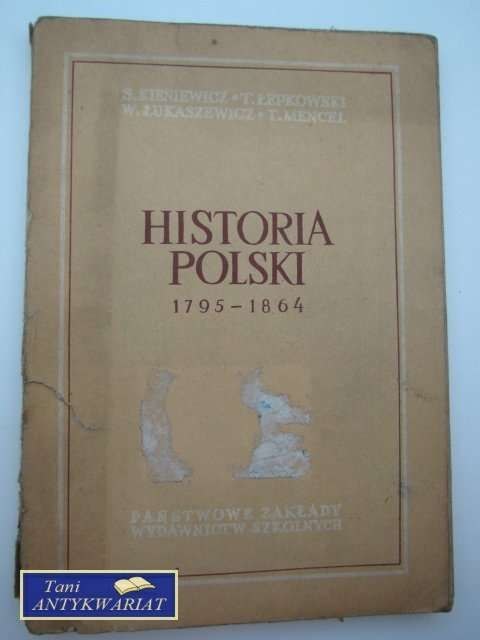 S. KIENIEWICZ • T. ŁEPKOWSKI
W. ŁUKASZEWICZ • T. MENCEL
HISTORIA
POLSKI
1795-1864
PAŃSTWOWE ZAKŁADY
WYDAWNICTW SZKOLNYCH
Tani
ANTYKWARIAT